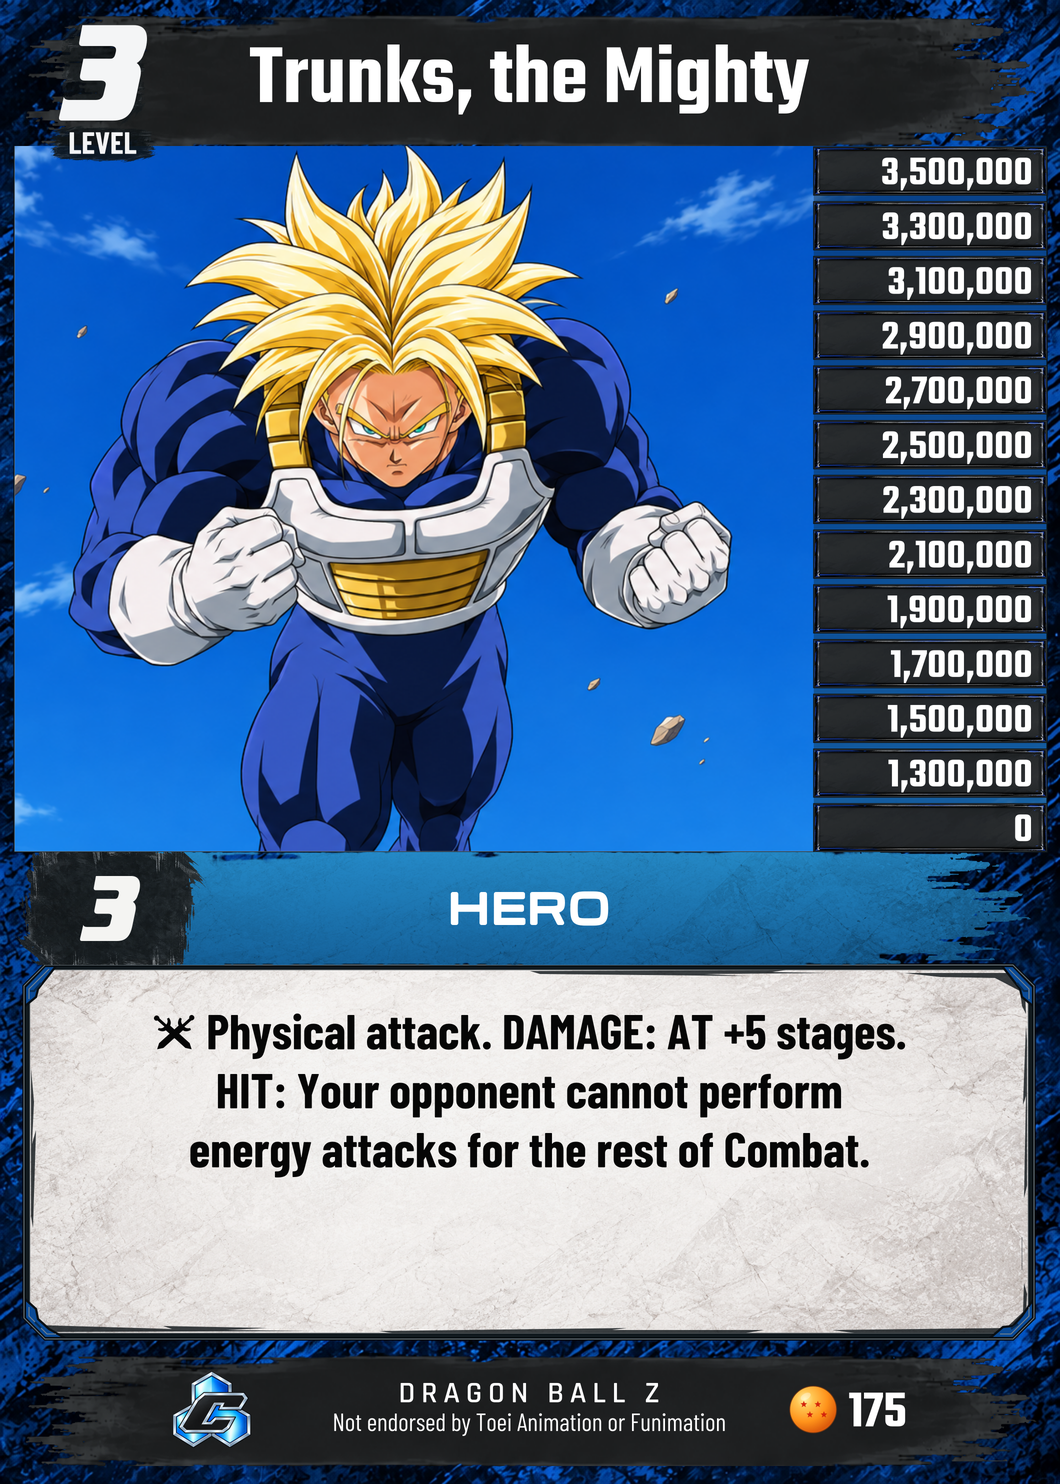 3
LEVEL
Trunks, the Mighty
3,500,000
3,300,000
3,100,000
2,900,000
2,700,000
2,500,000
2,300,000
2,100,000
1,900,000
1,700,000
1,500,000
1,300,000
0
3
HERO
Physical attack. DAMAGE: AT +5 stages.
HIT: Your opponent cannot perform
energy attacks for the rest of Combat.
G
DRAGON BALL Z
Not endorsed by Toei Animation or Funimation
175